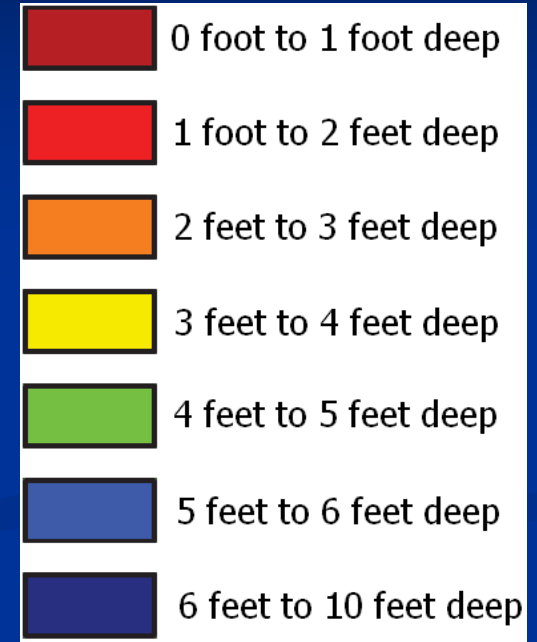 0 foot to 1 foot deep
1 foot to 2 feet deep
2 feet to 3 feet deep
3 feet to 4 feet deep
4 feet to 5 feet deep
5 feet to 6 feet deep
6 feet to 10 feet deep